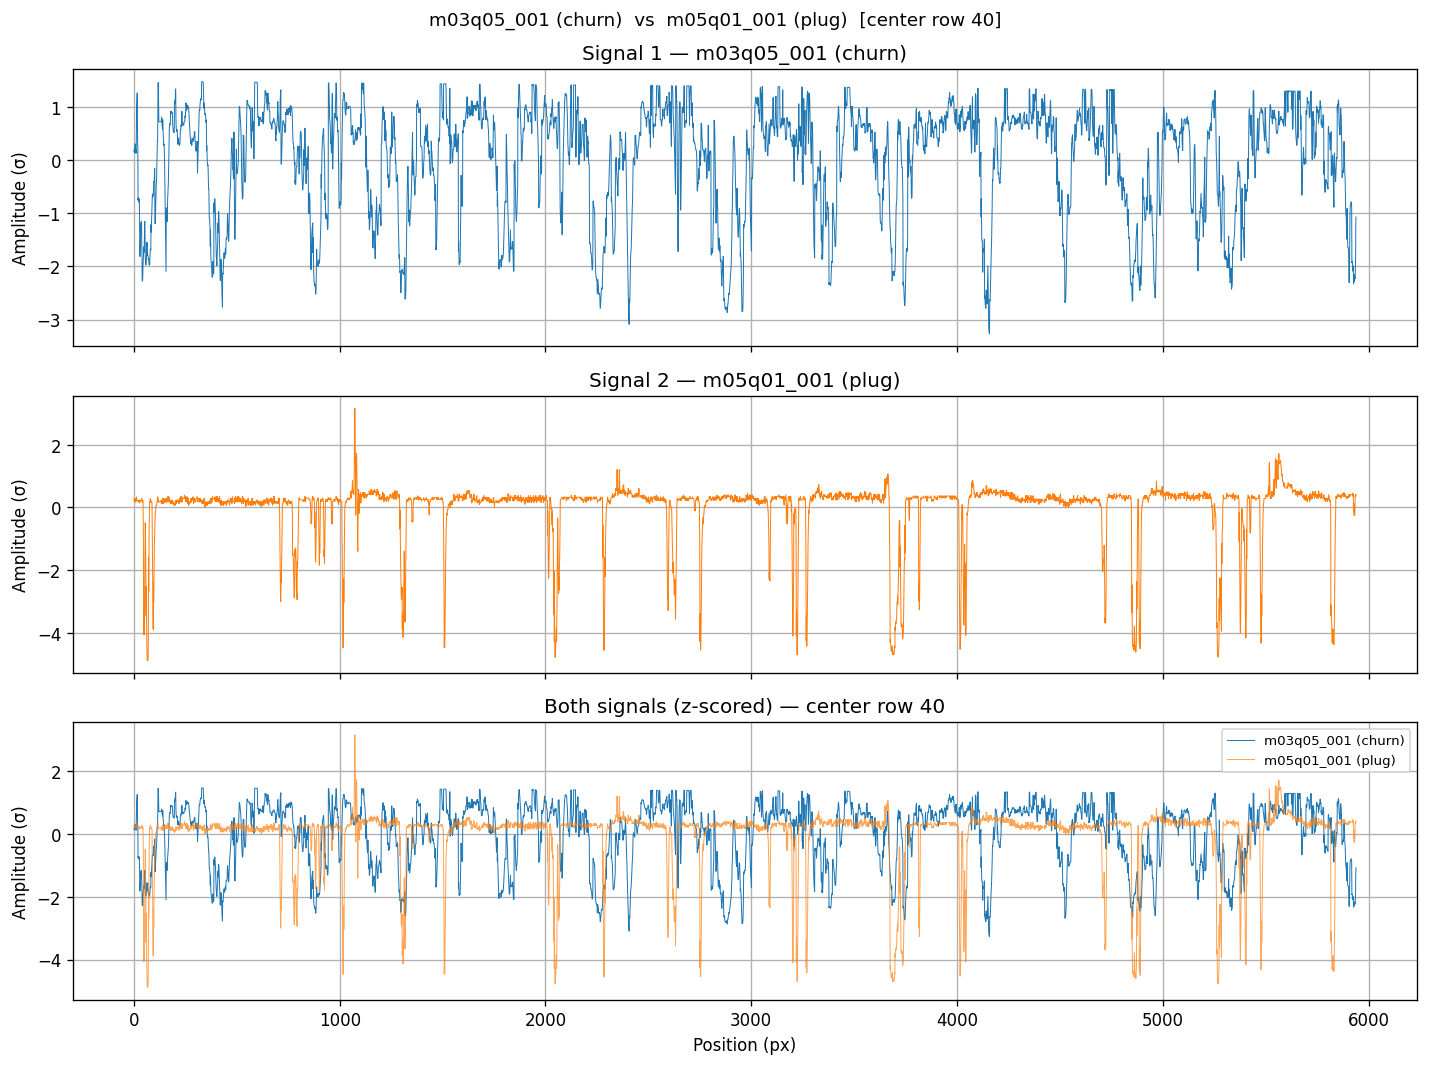 m03q05_001 (churn)  vs  m05q01_001 (plug)  [center row 40]
Signal 1 — m03q05_001 (churn)
Amplitude (σ)
1
0
−1
−2
−3
Signal 2 — m05q01_001 (plug)
Amplitude (σ)
2
0
−2
−4
Both signals (z-scored) — center row 40
Amplitude (σ)
2
0
−2
−4
m03q05_001 (churn)
m05q01_001 (plug)
0 1000 2000 3000 4000 5000 6000
Position (px)